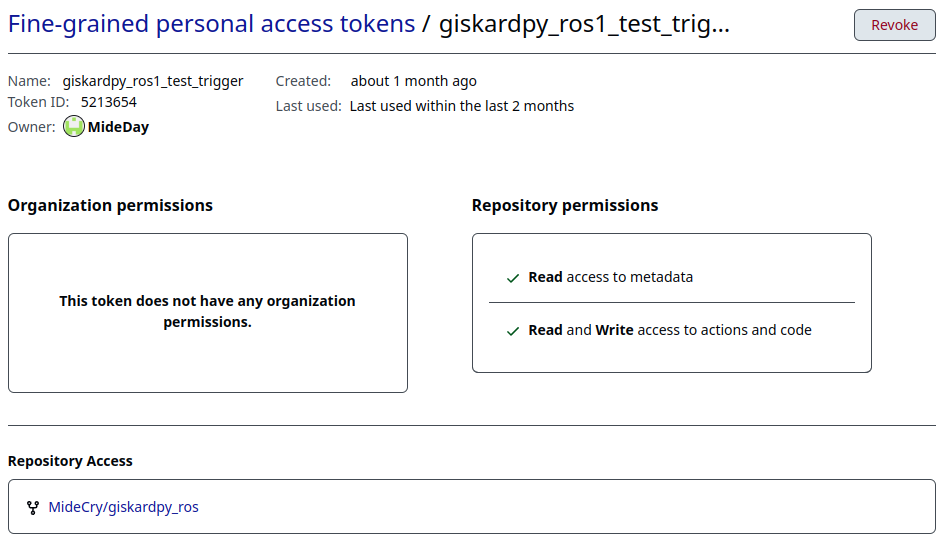 Fine-grained personal access tokens / giskardpy_ros1_test_trig...
Revoke
Name: giskardpy_ros1_test_trigger
Token ID: 5213654
Owner: MideDay
Created: about 1 month ago
Last used: Last used within the last 2 months
Organization permissions
This token does not have any organization
permissions.
Repository permissions
Read access to metadata
Read and Write access to actions and code
Repository Access
MideCry/giskardpy_ros